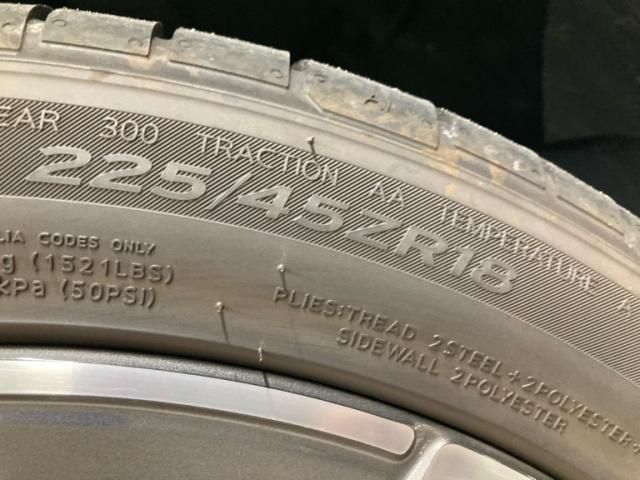 EAR 300 TRACTION AA TEMPERATURE A
225/45ZR18
LIA CODES ONLY
g (1521LBS)
kPa (50PSI)
PLIES:TREAD 2STEEL+2POLYESTER+
SIDEWALL 2POLYESTER